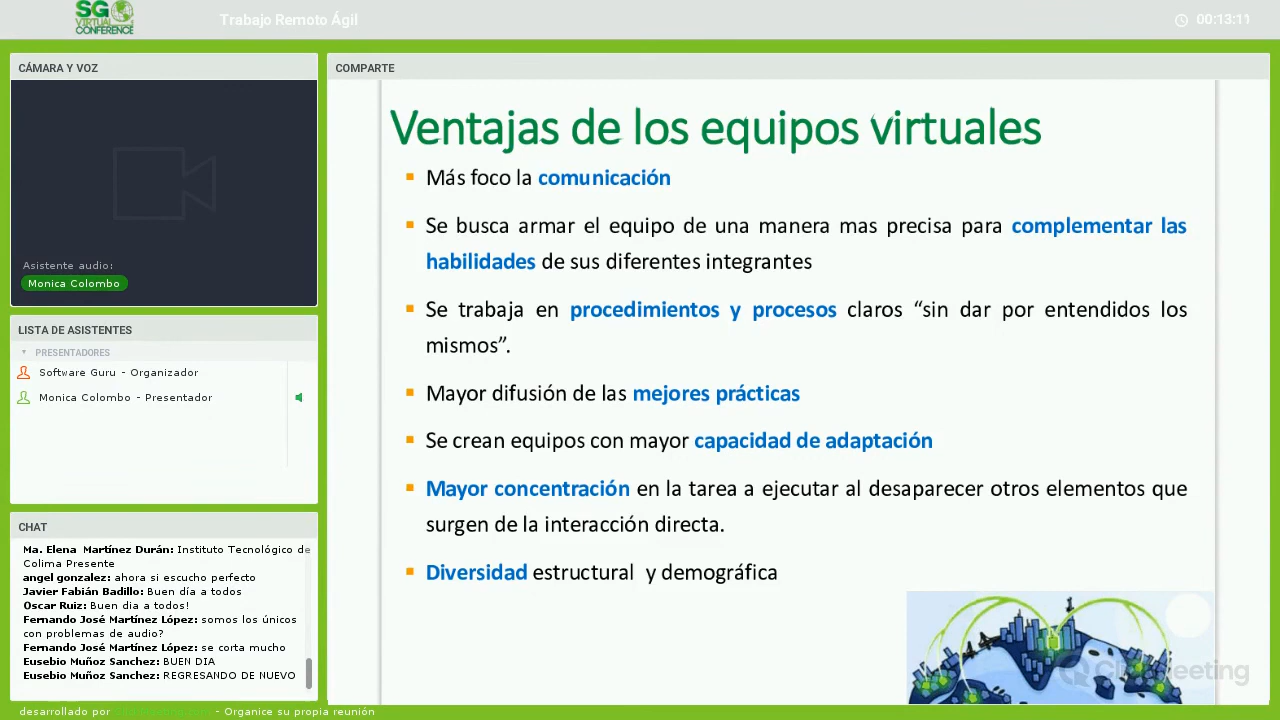 SG
VIRTUAL
CONFERENCE
Trabajo Remoto Ágil
00:13:11
CÁMARA Y VOZ
Asistente audio:
Monica Colombo
LISTA DE ASISTENTES
PRESENTADORES
Software Guru - Organizador
Monica Colombo - Presentador
CHAT
Ma. Elena Martínez Durán: Instituto Tecnológico de
Colima Presente
angel gonzalez: ahora si escucho perfecto
Javier Fabián Badillo: Buen día a todos
Oscar Ruiz: Buen dia a todos!
Fernando José Martínez López: somos los únicos
con problemas de audio?
Fernando José Martínez López: se corta mucho
Eusebio Muñoz Sanchez: BUEN DIA
Eusebio Muñoz Sanchez: REGRESANDO DE NUEVO
COMPARTE
Ventajas de los equipos virtuales
Más foco la comunicación
Se busca armar el equipo de una manera mas precisa para complementar las
habilidades de sus diferentes integrantes
Se trabaja en procedimientos y procesos claros “sin dar por entendidos los
mismos”.
Mayor difusión de las mejores prácticas
Se crean equipos con mayor capacidad de adaptación
Mayor concentración en la tarea a ejecutar al desaparecer otros elementos que
surgen de la interacción directa.
Diversidad estructural y demográfica
ClickMeeting
desarrollado por - Organice su propia reunión